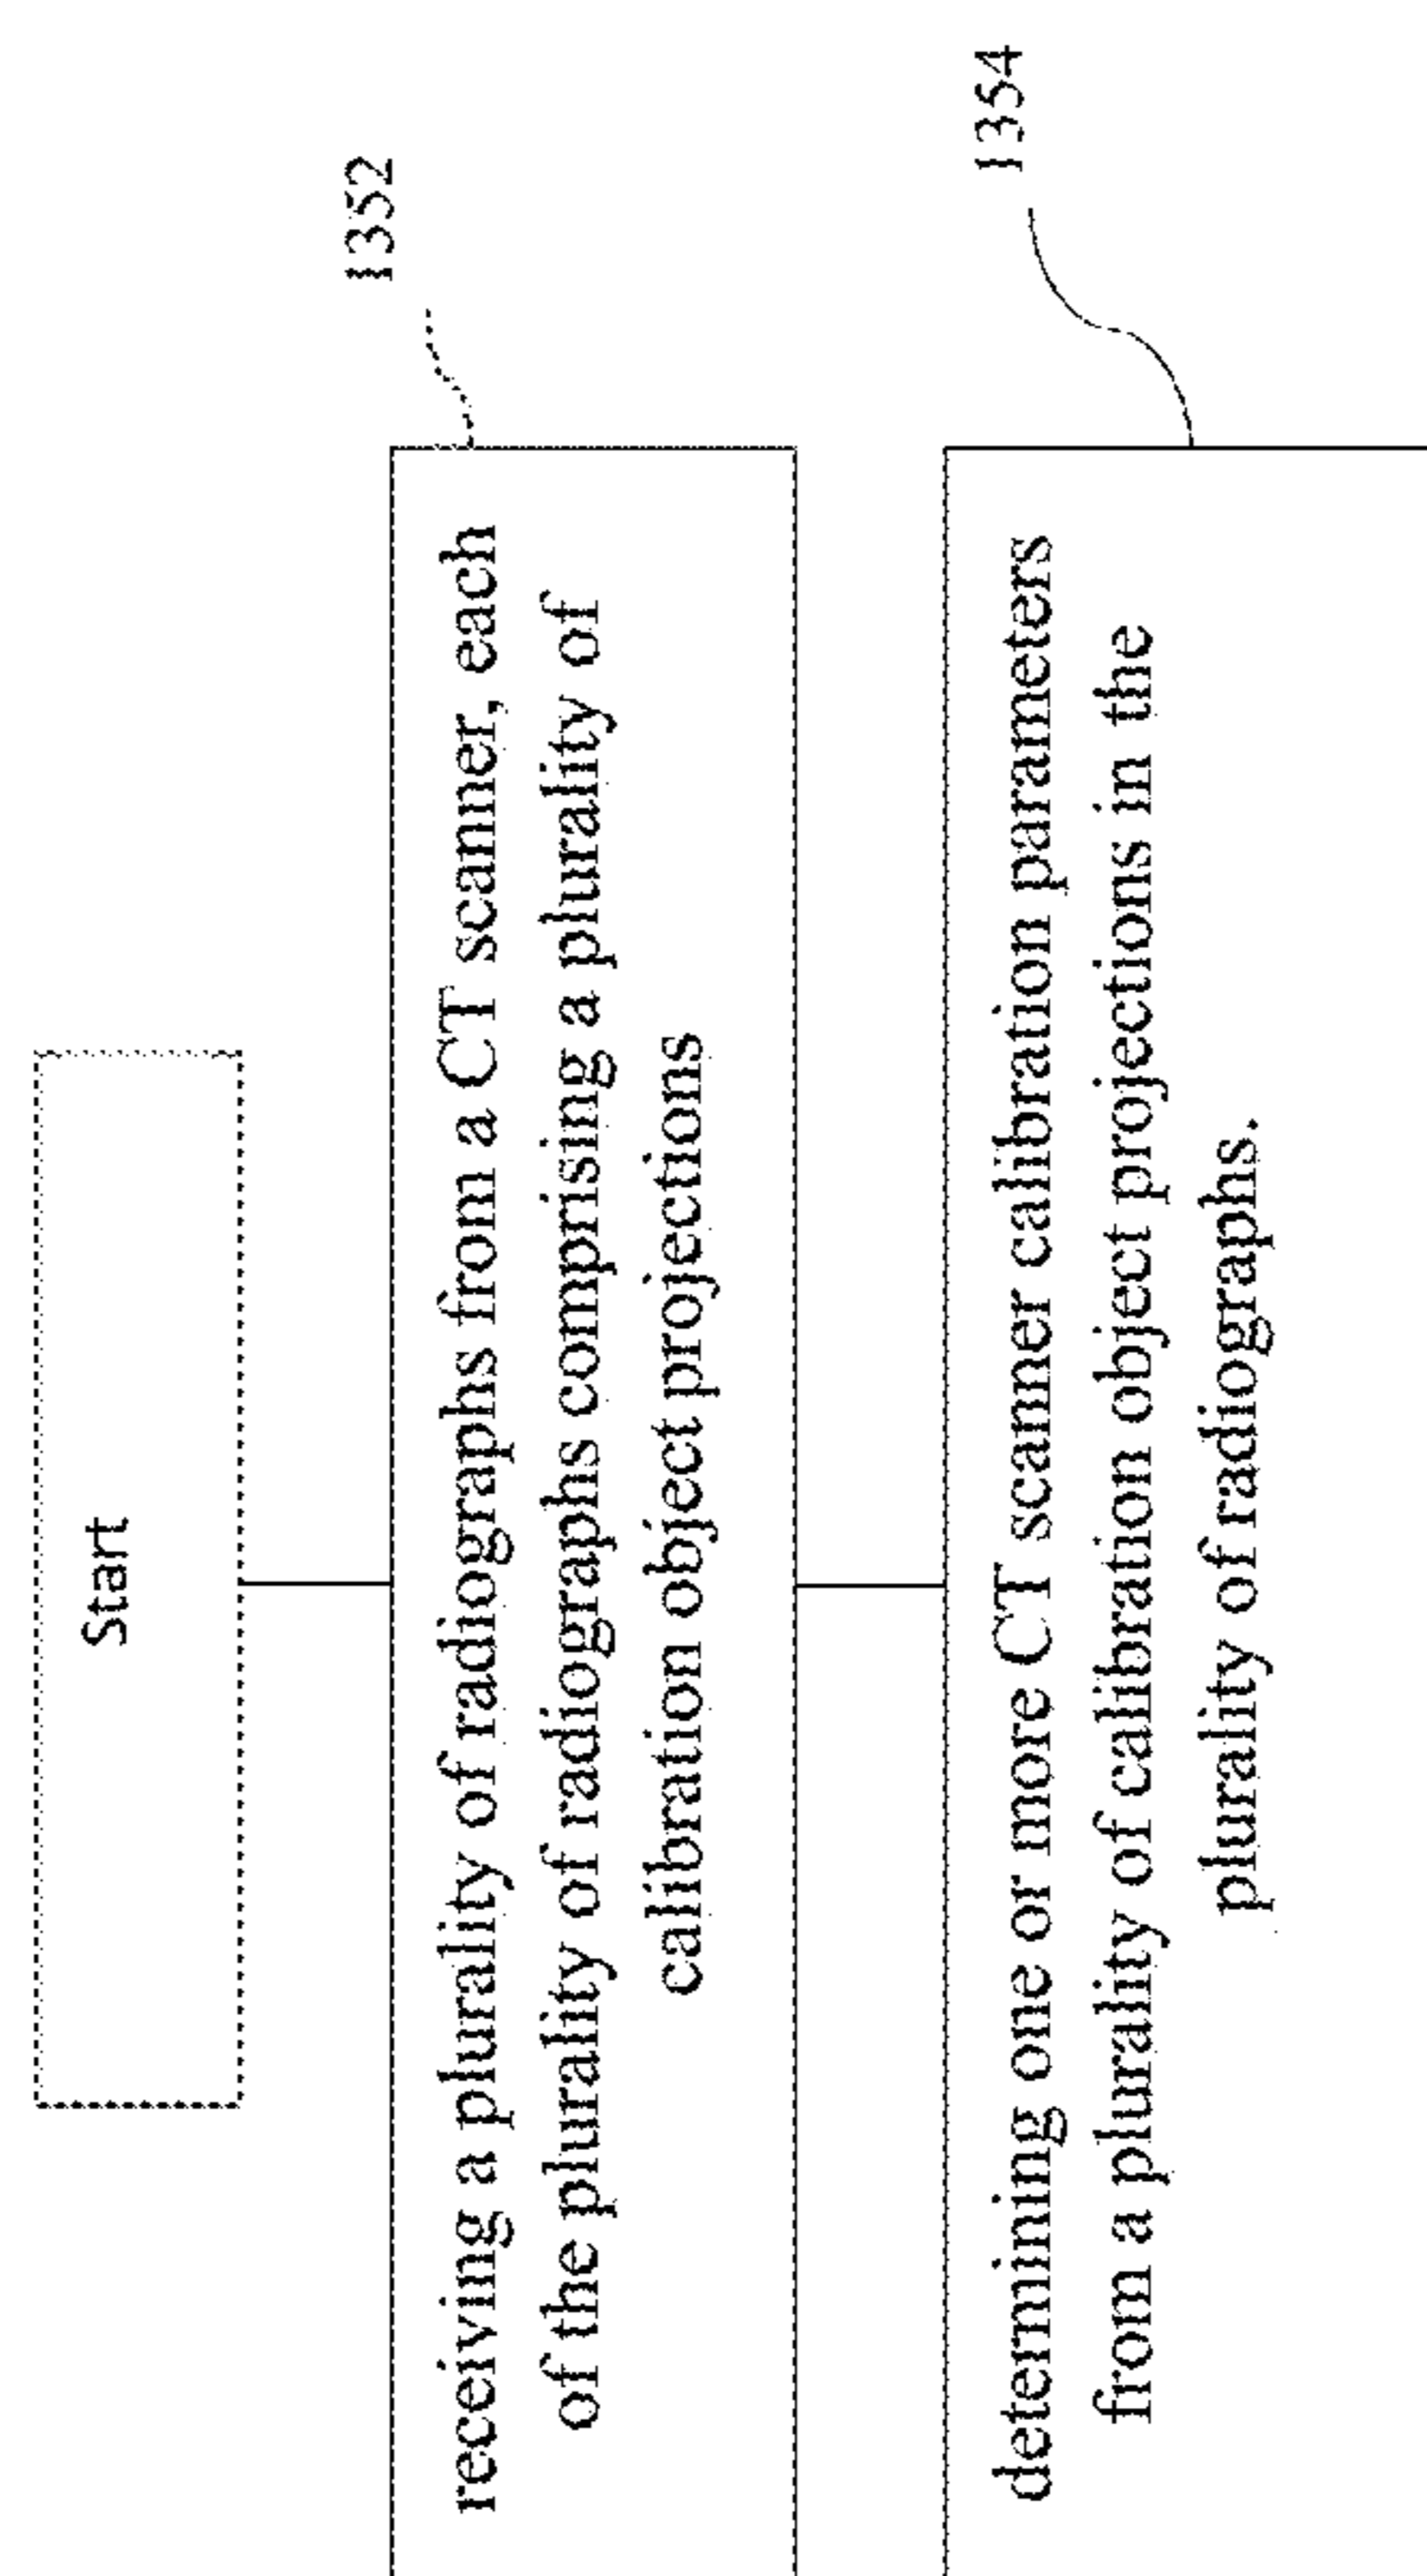 Start
1352
receiving a plurality of radiographs from a CT scanner, each
of the plurality of radiographs comprising a plurality of
calibration object projections
1354
determining one or more CT scanner calibration parameters
from a plurality of calibration object projections in the
plurality of radiographs.